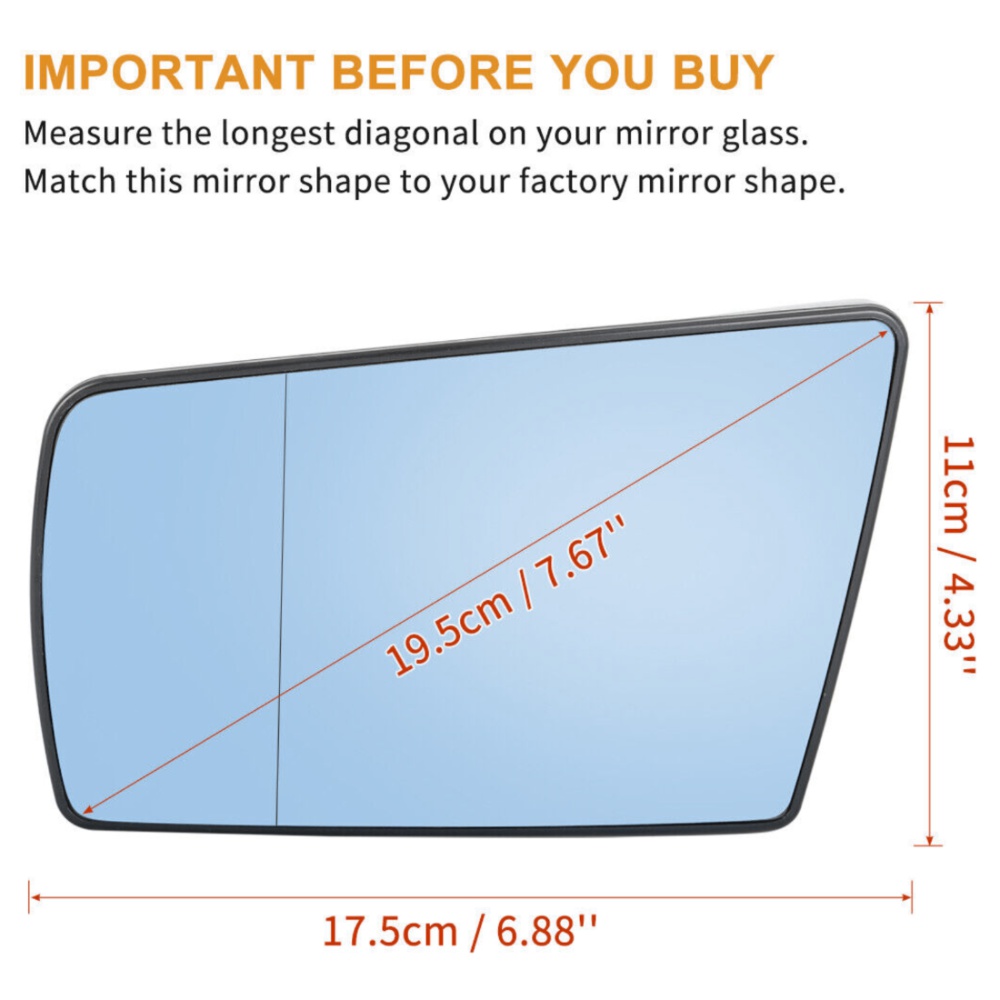 IMPORTANT BEFORE YOU BUY
Measure the longest diagonal on your mirror glass.
Match this mirror shape to your factory mirror shape.
19.5cm / 7.67''
11cm / 4.33''
17.5cm / 6.88''